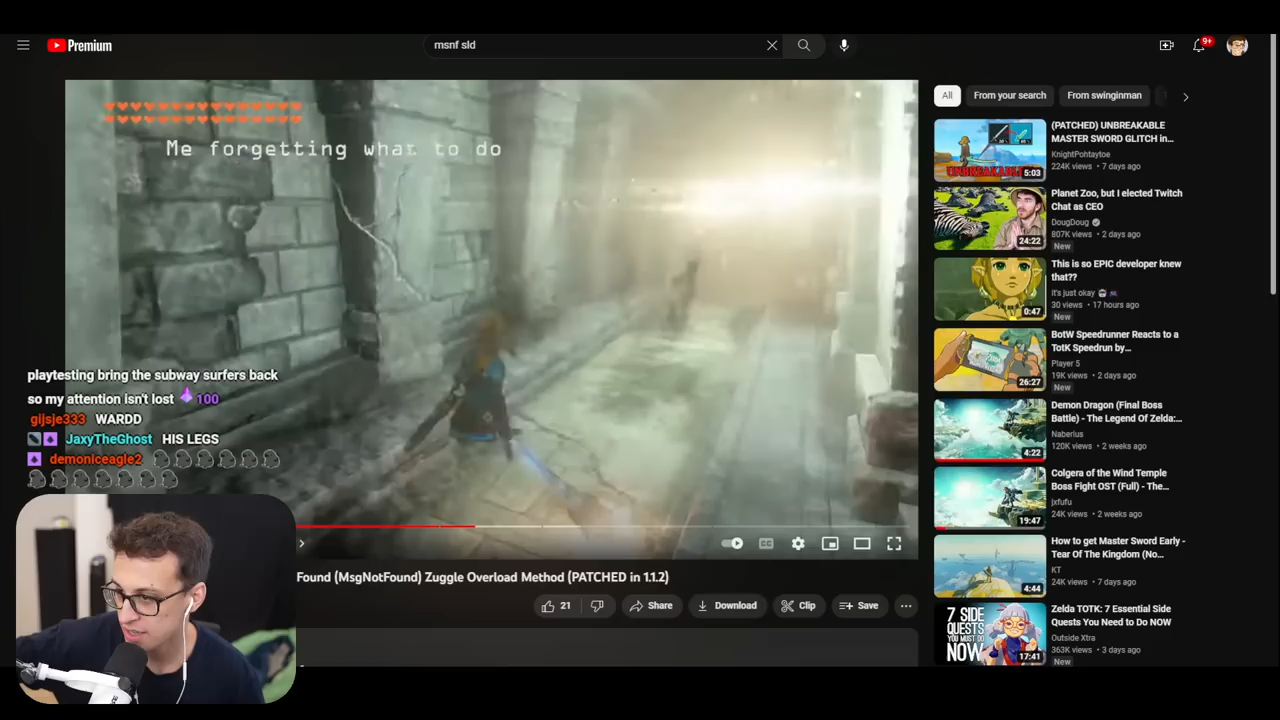 Premium
msnf sld
9+
Me forgetting what to do
playtesting bring the subway surfers back
so my attention isn't lost 100
gijsje333 WARDD
JaxyTheGhost HIS LEGS
demoniceagle2
Found (MsgNotFound) Zuggle Overload Method (PATCHED in 1.1.2)
21
Share
Download
Clip
Save
All
From your search
From swinginman
(PATCHED) UNBREAKABLE
MASTER SWORD GLITCH in...
KnightPohtaytoe
224K views • 7 days ago
UNBREAKABLE
5:03
Planet Zoo, but I elected Twitch
Chat as CEO
DougDoug
807K views • 2 days ago
New
24:22
This is so EPIC developer knew
that??
it's just okay
30 views • 17 hours ago
New
0:47
BotW Speedrunner Reacts to a
TotK Speedrun by...
Player 5
19K views • 2 days ago
New
26:27
Demon Dragon (Final Boss
Battle) - The Legend Of Zelda:...
Naberius
120K views • 2 weeks ago
4:22
Colgera of the Wind Temple
Boss Fight OST (Full) - The...
jxfufu
24K views • 2 weeks ago
19:47
How to get Master Sword Early -
Tear Of The Kingdom (No...
KT
24K views • 7 days ago
4:44
Zelda TOTK: 7 Essential Side
Quests You Need to Do NOW
Outside Xtra
363K views • 3 days ago
New
7 SIDE
QUESTS
YOU MUST
DO
NOW
17:41